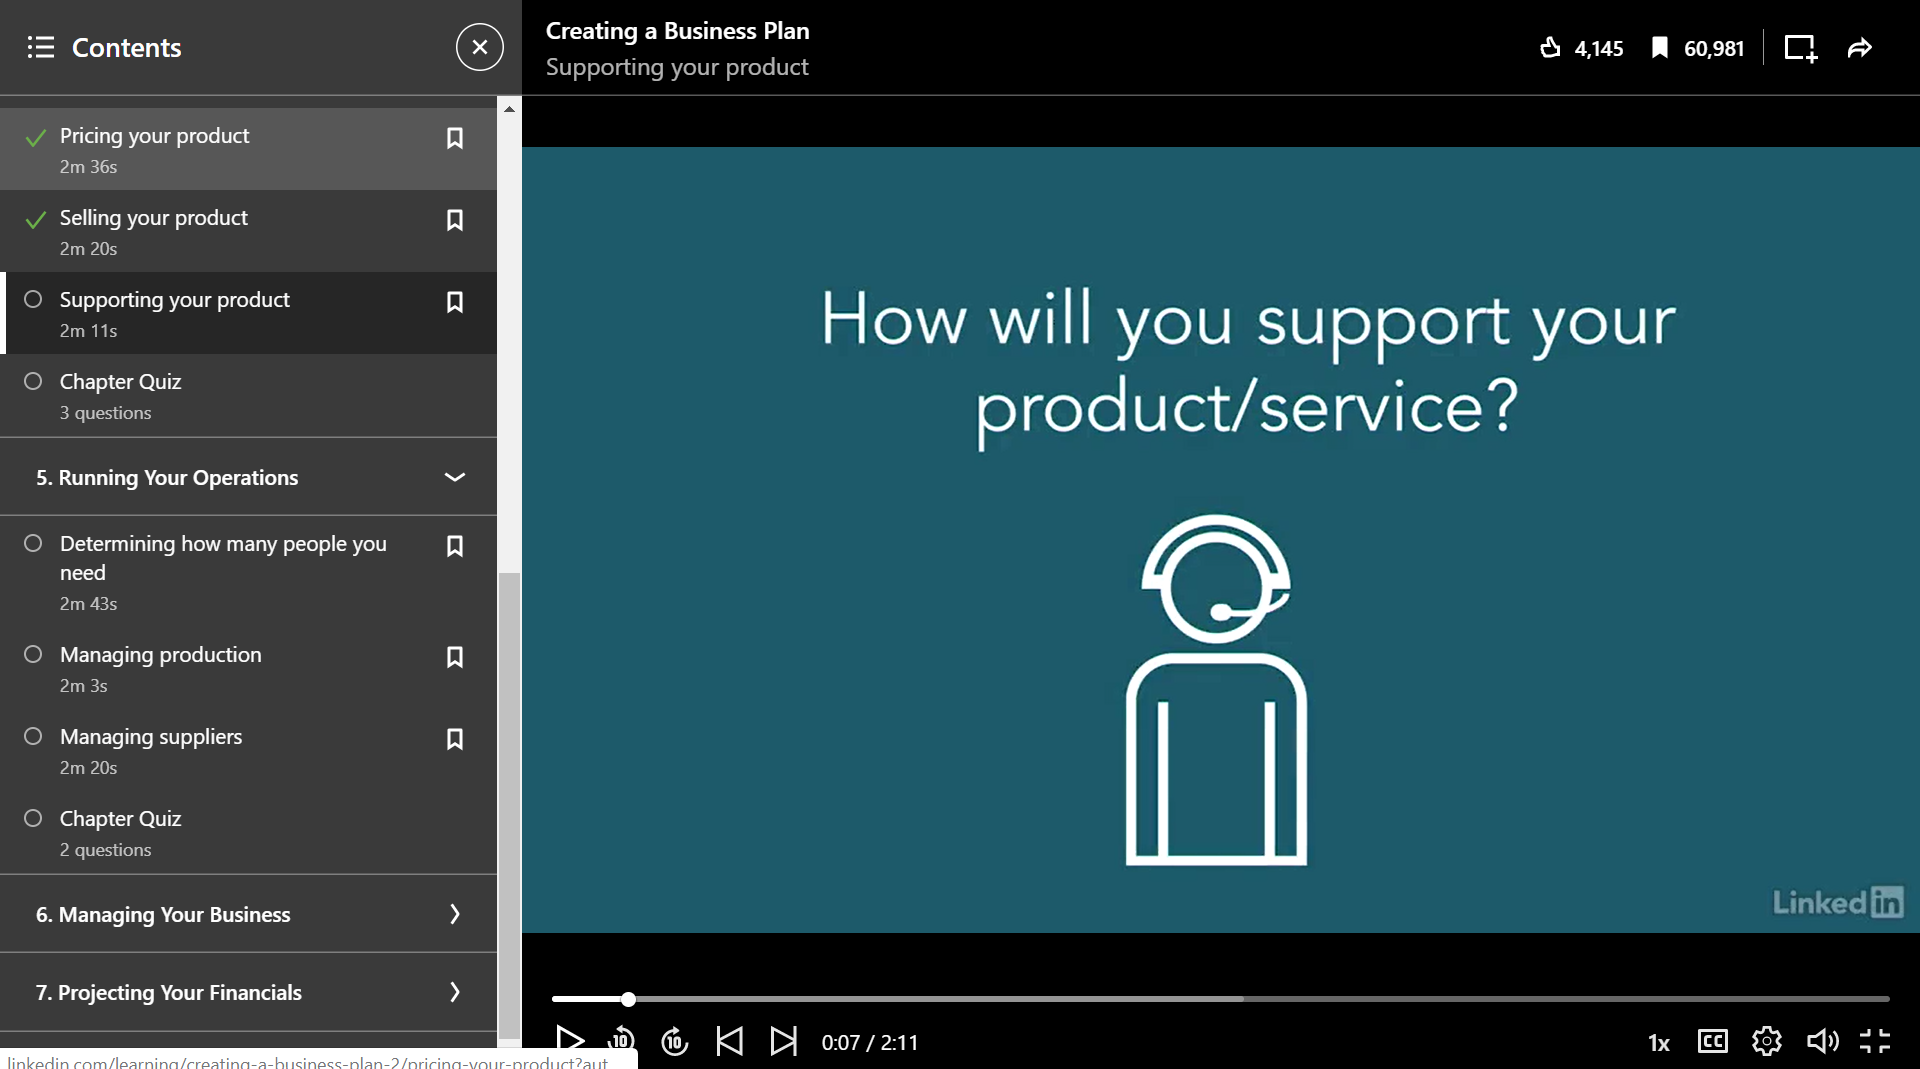 Contents
Creating a Business Plan
Supporting your product
4,145
60,981
Pricing your product
2m 36s
Selling your product
2m 20s
Supporting your product
2m 11s
Chapter Quiz
3 questions
5. Running Your Operations
Determining how many people you
need
2m 43s
Managing production
2m 3s
Managing suppliers
2m 20s
Chapter Quiz
2 questions
6. Managing Your Business
7. Projecting Your Financials
How will you support your
product/service?
Linked in
10
10
0:07 / 2:11
1x
CC
linkedin.com/learning/creating-a-business-plan-2/pricing-your-product?aut